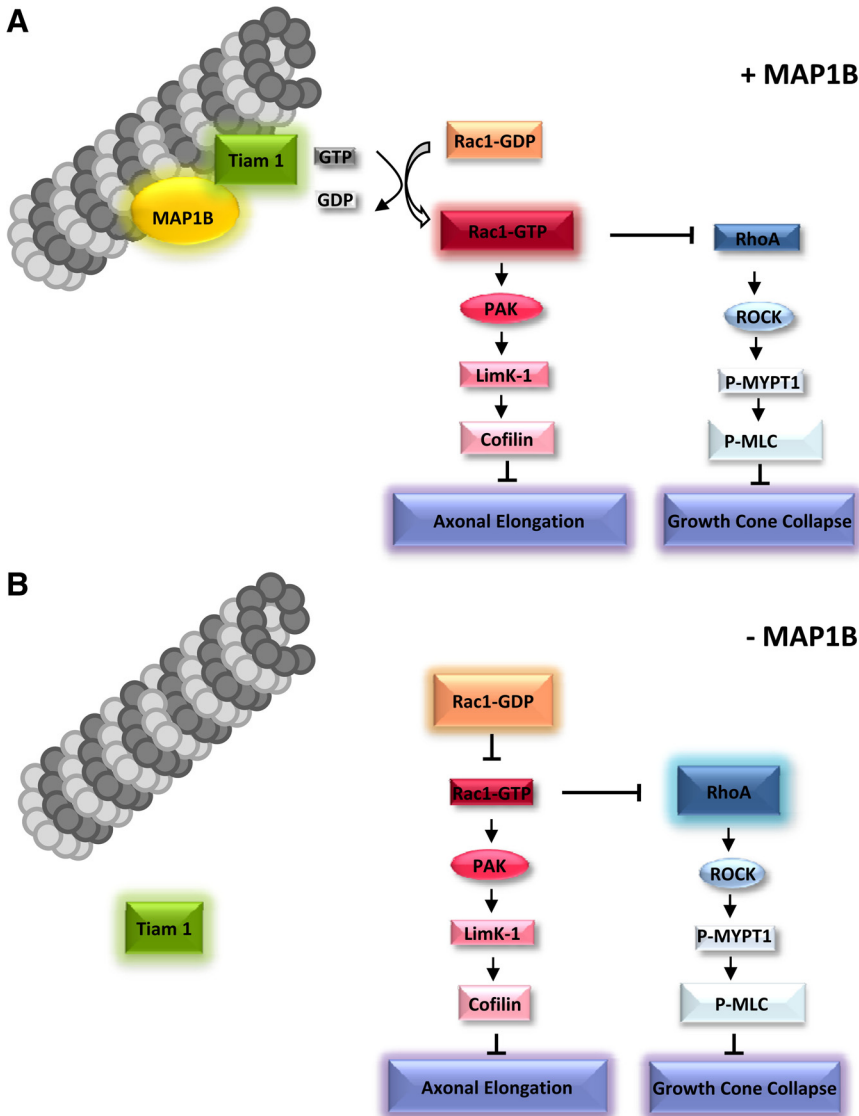 A
+ MAP1B
Tiam 1
GTP
Rac1-GDP
GDP
MAP1B
Rac1-GTP
RhoA
PAK
ROCK
LimK-1
P-MYPT1
Cofilin
P-MLC
Axonal Elongation
Growth Cone Collapse
B
- MAP1B
Rac1-GDP
Rac1-GTP
RhoA
PAK
ROCK
Tiam 1
LimK-1
P-MYPT1
Cofilin
P-MLC
Axonal Elongation
Growth Cone Collapse